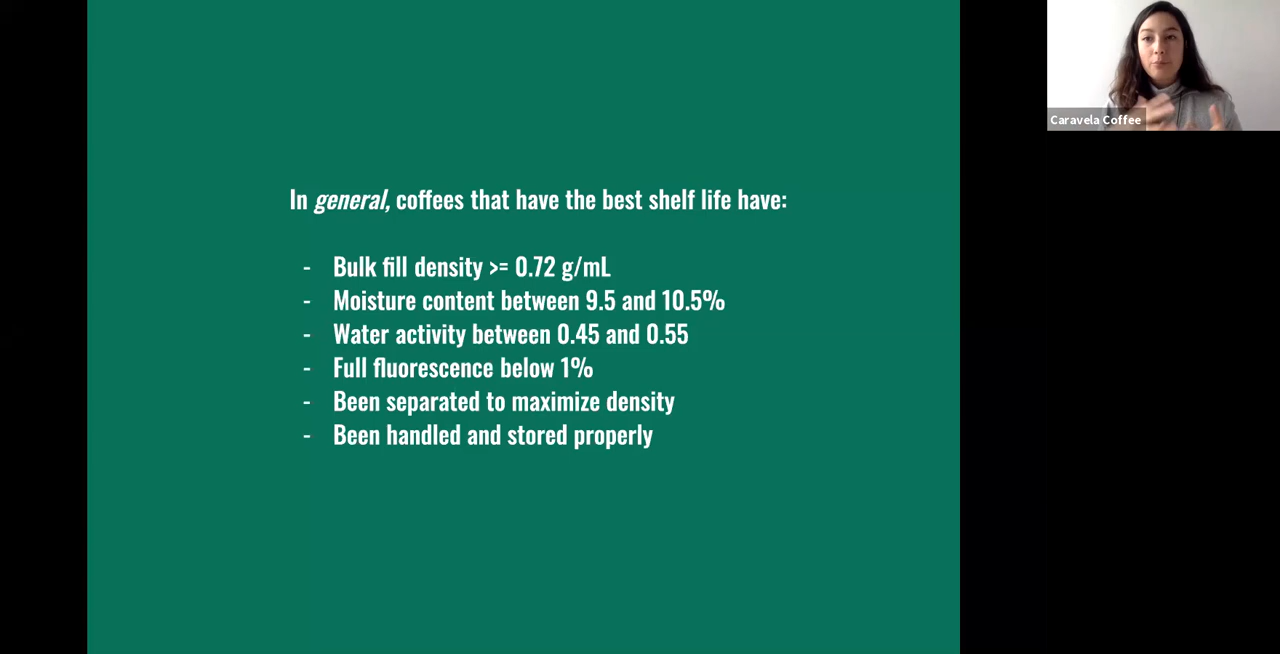 In general, coffees that have the best shelf life have:
- Bulk fill density >= 0.72 g/mL
- Moisture content between 9.5 and 10.5%
- Water activity between 0.45 and 0.55
- Full fluorescence below 1%
- Been separated to maximize density
- Been handled and stored properly
Caravela Coffee